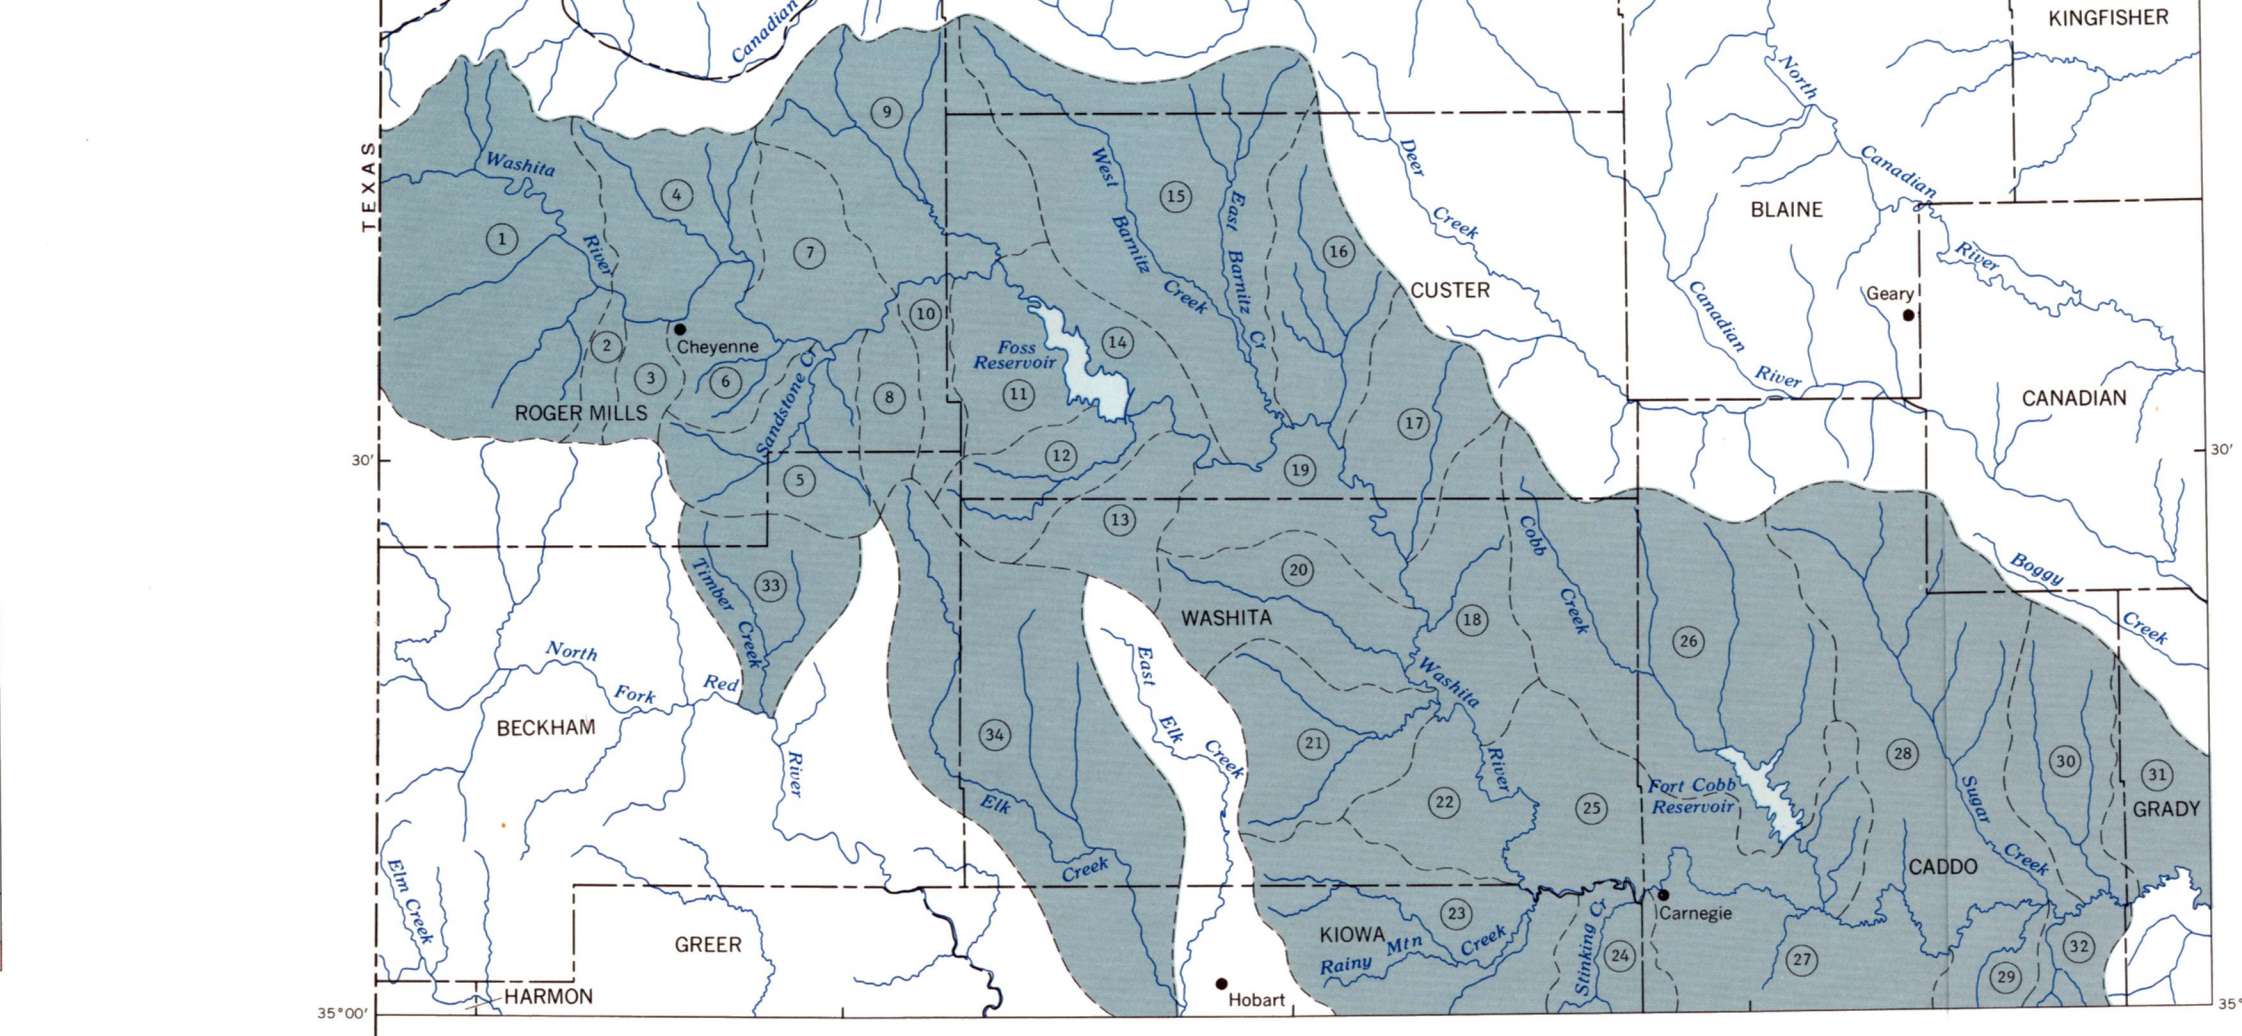 Canadian
KINGFISHER
North
Canadian
River
TEXAS
Washita
River
1
2
3
4
5
6
7
8
9
10
11
12
13
14
15
16
17
18
19
20
21
22
23
24
25
26
27
28
29
30
31
32
33
34
West
Barnitz
Creek
East
Barnitz
Cr
Deer
Creek
BLAINE
CUSTER
Geary
Canadian
River
CANADIAN
Cheyenne
Sandstone Cr
ROGER MILLS
Foss
Reservoir
30'
30'
Timber
Creek
Cobb
Creek
Boggy
Creek
WASHITA
Washita
River
North
Fork
Red
River
BECKHAM
East
Elk
Creek
Elk
Creek
Fort Cobb
Reservoir
Sugar
Creek
GRADY
CADDO
Elm Creek
GREER
HARMON
KIOWA
Rainy
Mtn
Creek
Stinking Cr
Carnegie
Hobart
35°00'
35°